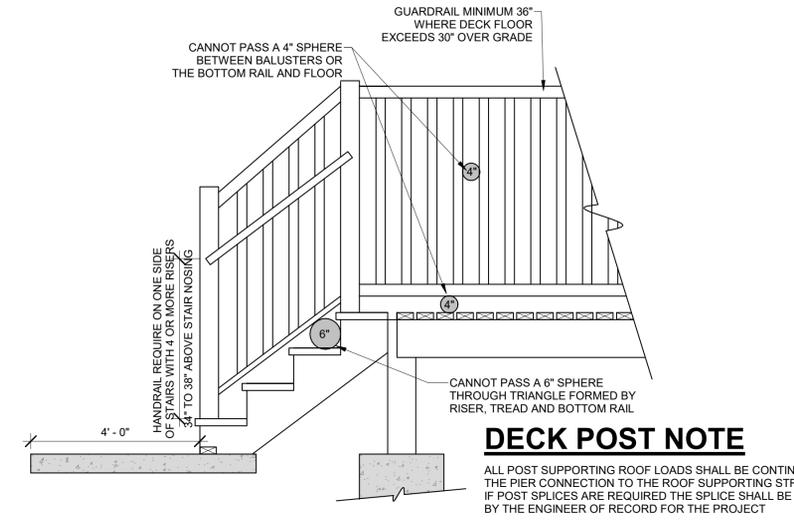 GUARDRAIL MINIMUM 36"
WHERE DECK FLOOR
EXCEEDS 30" OVER GRADE
CANNOT PASS A 4" SPHERE
BETWEEN BALUSTERS OR
THE BOTTOM RAIL AND FLOOR
4"
4"
6"
HANDRAIL REQUIRE ON ONE SIDE
OF STAIRS WITH 4 OR MORE RISERS
34" TO 38" ABOVE STAIR NOSING
4' - 0"
CANNOT PASS A 6" SPHERE
THROUGH TRIANGLE FORMED BY
RISER, TREAD AND BOTTOM RAIL
DECK POST NOTE
ALL POST SUPPORTING ROOF LOADS SHALL BE
THE PIER CONNECTION TO THE ROOF SUPPORTING
IF POST SPLICES ARE REQUIRED THE SPLICE SHALL BE
BY THE ENGINEER OF RECORD FOR THE PROJECT